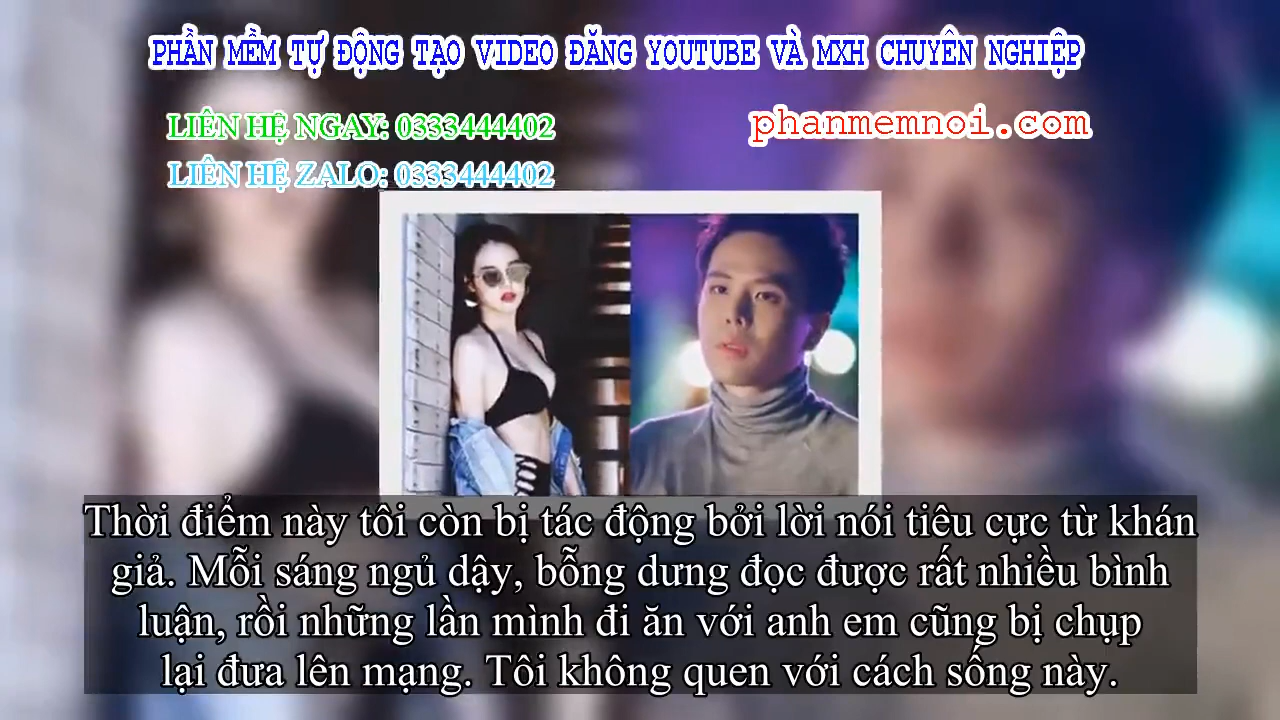 PHẦN MỀM TỰ ĐỘNG TẠO VIDEO ĐĂNG YOUTUBE VÀ MXH CHUYÊN NGHIỆP
LIÊN HỆ NGAY: 0333444402
phanmemnoi.com
LIÊN HỆ ZALO: 0333444402
Thời điểm này tôi còn bị tác động bởi lời nói tiêu cực từ khán
giả. Mỗi sáng ngủ dậy, bỗng dưng đọc được rất nhiều bình
luận, rồi những lần mình đi ăn với anh em cũng bị chụp
lại đưa lên mạng. Tôi không quen với cách sống này.